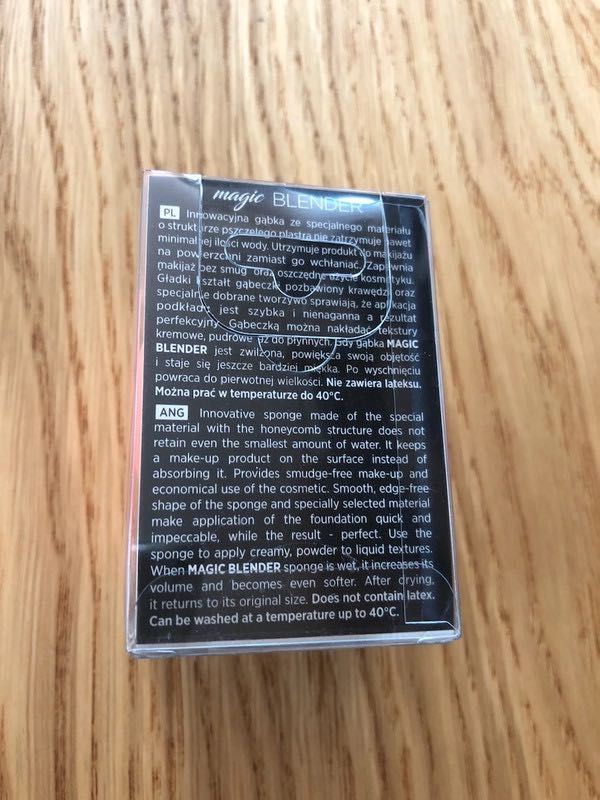 magic BLENDER
PL Innowacyjna gąbka ze specjalnego materiału
o strukturze pszczelego plastra nie zatrzymuje nawet
minimalnej ilości wody. Utrzymuje produkt do makijażu
na powierzchni zamiast go wchłaniać. Zapewnia
makijaż bez smug oraz oszczędne użycie kosmetyku.
Gładki kształt gąbeczki pozbawiony krawędzi oraz
specjalnie dobrane tworzywo sprawiają, że aplikacja
podkładu jest szybka i nienaganna a rezultat
perfekcyjny. Gąbeczką można nakładać tekstury
kremowe, pudrowe aż do płynnych. Gdy gąbka MAGIC
BLENDER jest zwilżona, powiększa swoją objętość
i staje się jeszcze bardziej miękka. Po wyschnięciu
powraca do pierwotnej wielkości. Nie zawiera lateksu.
Można prać w temperaturze do 40°C.
ANG Innovative sponge made of the special
material with the honeycomb structure does not
retain even the smallest amount of water. It keeps
a make-up product on the surface instead of
absorbing it. Provides smudge-free make-up and
economical use of the cosmetic. Smooth, edge-free
shape of the sponge and specially selected material
make application of the foundation quick and
impeccable, while the result - perfect. Use the
sponge to apply creamy, powder to liquid textures.
When MAGIC BLENDER sponge is wet, it increases its
volume and becomes even softer. After drying,
it returns to its original size. Does not contain latex.
Can be washed at a temperature up to 40°C.